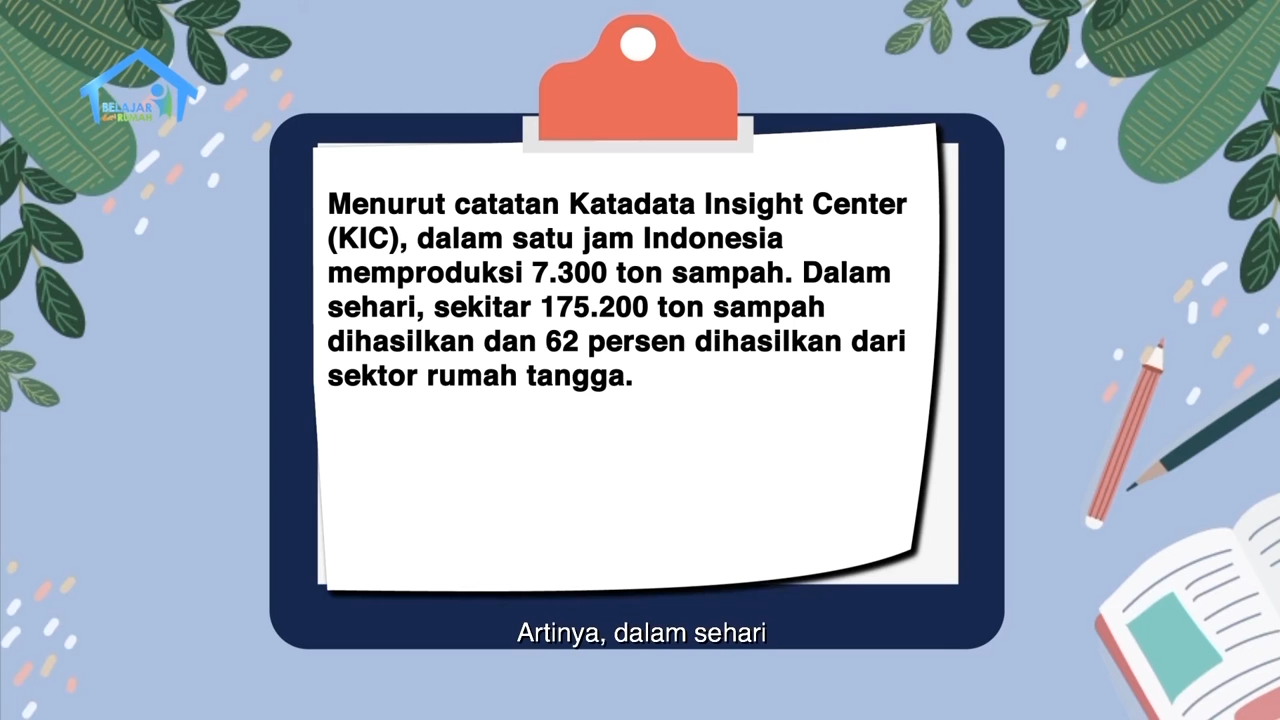 BELAJAR
dari RUMAH
Menurut catatan Katadata Insight Center
(KIC), dalam satu jam Indonesia
memproduksi 7.300 ton sampah. Dalam
sehari, sekitar 175.200 ton sampah
dihasilkan dan 62 persen dihasilkan dari
sektor rumah tangga.
Artinya, dalam sehari